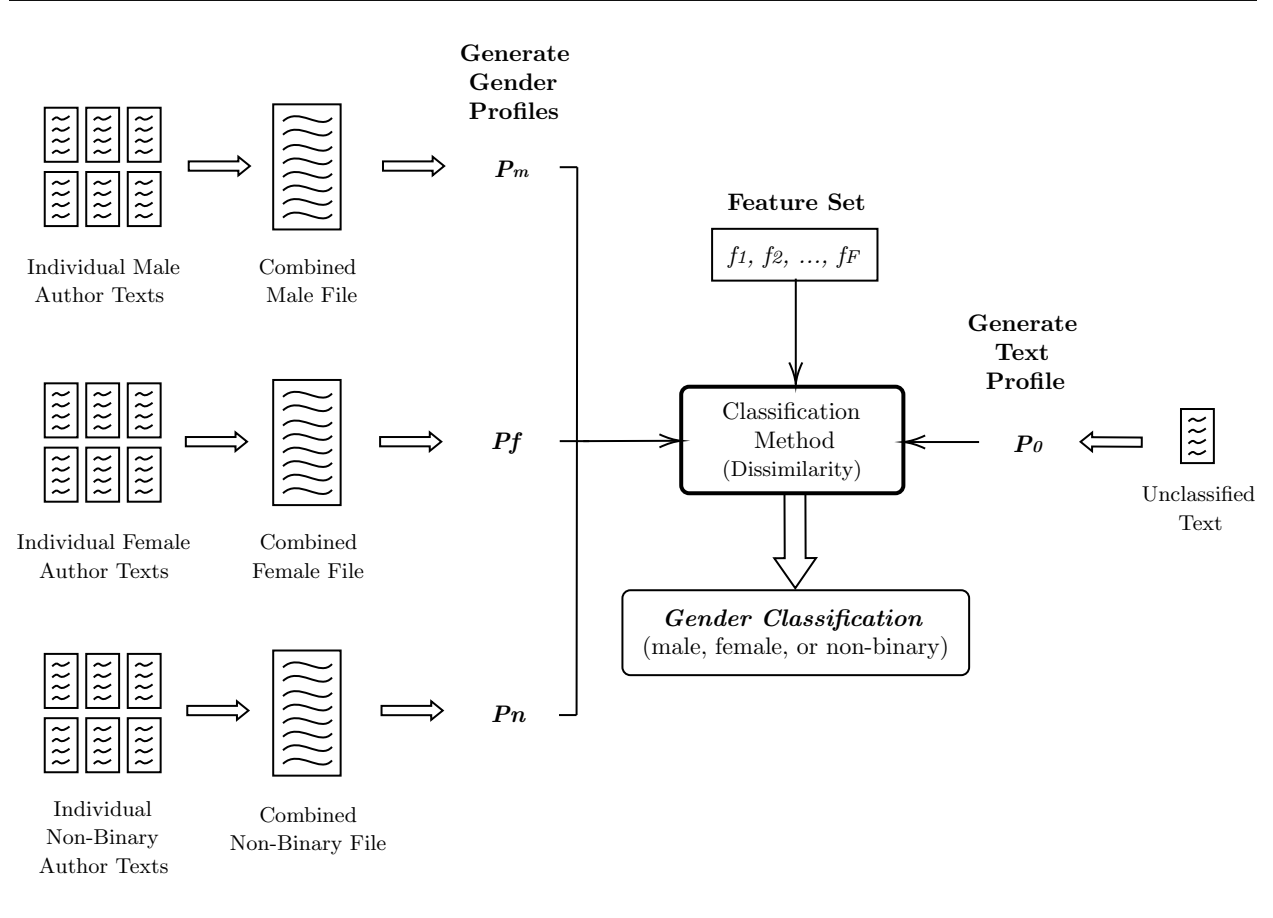 Generate
Gender
Profiles
Pm
Individual Male
Author Texts
Combined
Male File
Feature Set
f1, f2, ..., fF
Generate
Text
Profile
Classification
Method
(Dissimilarity)
Pf
P0
Unclassified
Text
Individual Female
Author Texts
Combined
Female File
Gender Classification
(male, female, or non-binary)
Pn
Individual
Non-Binary
Author Texts
Combined
Non-Binary File